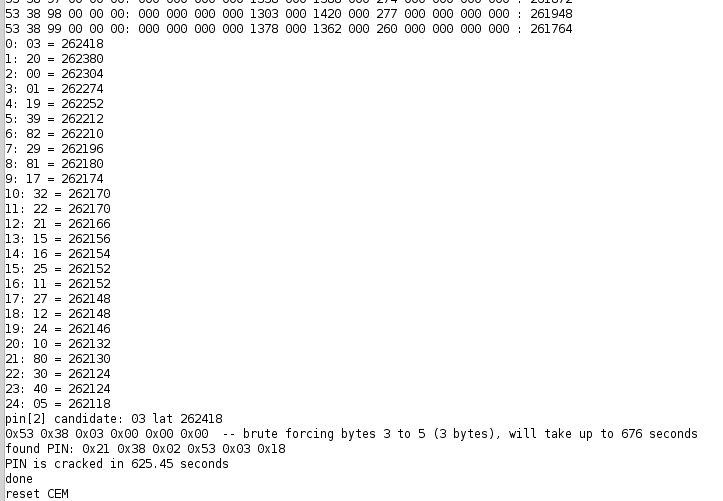 53 38 98 00 00 00: 000 000 000 000 1303 000 1420 000 277 000 000 000 000 : 261948
53 38 99 00 00 00: 000 000 000 000 1378 000 1362 000 260 000 000 000 000 : 261764
0: 03 = 262418
1: 20 = 262380
2: 00 = 262304
3: 01 = 262274
4: 19 = 262252
5: 39 = 262212
6: 82 = 262210
7: 29 = 262196
8: 81 = 262180
9: 17 = 262174
10: 32 = 262170
11: 22 = 262170
12: 21 = 262166
13: 15 = 262156
14: 16 = 262154
15: 25 = 262152
16: 11 = 262152
17: 27 = 262148
18: 12 = 262148
19: 24 = 262146
20: 10 = 262132
21: 80 = 262130
22: 30 = 262124
23: 40 = 262124
24: 05 = 262118
pin[2] candidate: 03 lat 262418
0x53 0x38 0x03 0x00 0x00 0x00  -- brute forcing bytes 3 to 5 (3 bytes), will take up to 676 seconds
found PIN: 0x21 0x38 0x02 0x53 0x03 0x18
PIN is cracked in 625.45 seconds
done
reset CEM